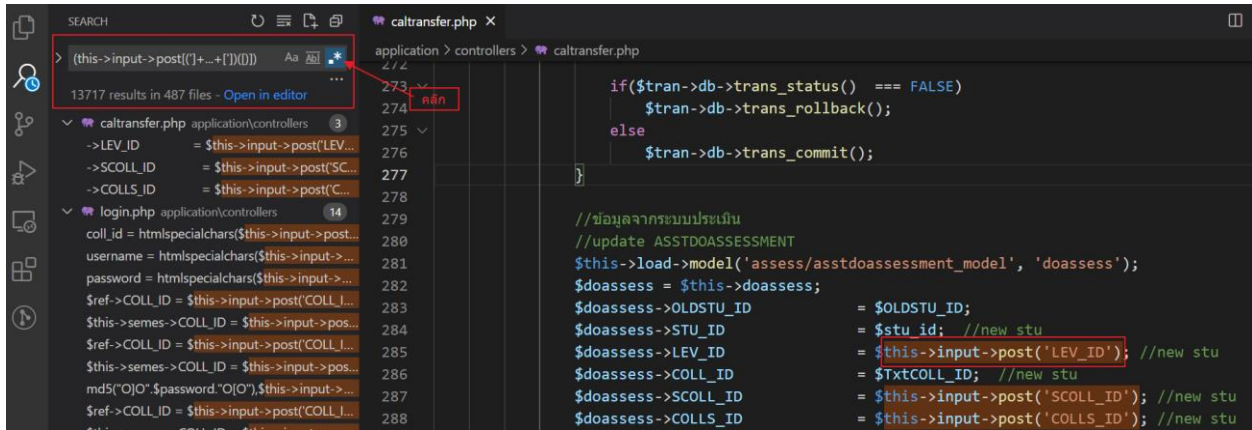 SEARCH
(this->input->post[(']+...+['])([)])
Aa Abl .*
...
13717 results in 487 files - Open in editor
คลิก
caltransfer.php application\controllers 3
->LEV_ID = $this->input->post('LEV...
->SCOLL_ID = $this->input->post('SC...
->COLLS_ID = $this->input->post('C...
login.php application\controllers 14
coll_id = htmlspecialchars($this->input->post...
username = htmlspecialchars($this->input->...
password = htmlspecialchars($this->input->...
$ref->COLL_ID = $this->input->post('COLL_I...
$this->semes->COLL_ID = $this->input->pos...
$ref->COLL_ID = $this->input->post('COLL_I...
$this->semes->COLL_ID = $this->input->pos...
md5("O]O".$password."O[O"),$this->input->...
$ref->COLL_ID = $this->input->post('COLL_I...
caltransfer.php
application > controllers > caltransfer.php
272
273 if($tran->db->trans_status() === FALSE)
274 $tran->db->trans_rollback();
275 else
276 $tran->db->trans_commit();
277 }
278
279 //ข้อมูลจากระบบประเมิน
280 //update ASSTDOASSESSMENT
281 $this->load->model('assess/asstdoassessment_model', 'doassess');
282 $doassess = $this->doassess;
283 $doassess->OLDSTU_ID = $OLDSTU_ID;
284 $doassess->STU_ID = $stu_id; //new stu
285 $doassess->LEV_ID = $this->input->post('LEV_ID'); //new stu
286 $doassess->COLL_ID = $TxtCOLL_ID; //new stu
287 $doassess->SCOLL_ID = $this->input->post('SCOLL_ID'); //new stu
288 $doassess->COLLS_ID = $this->input->post('COLLS_ID'); //new stu